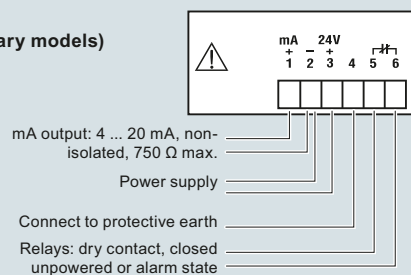 ary models)
mA 24V
+ − +
1 2 3 4 5 6
mA output: 4 ... 20 mA, non-
isolated, 750 Ω max.
Power supply
Connect to protective earth
Relays: dry contact, closed
unpowered or alarm state